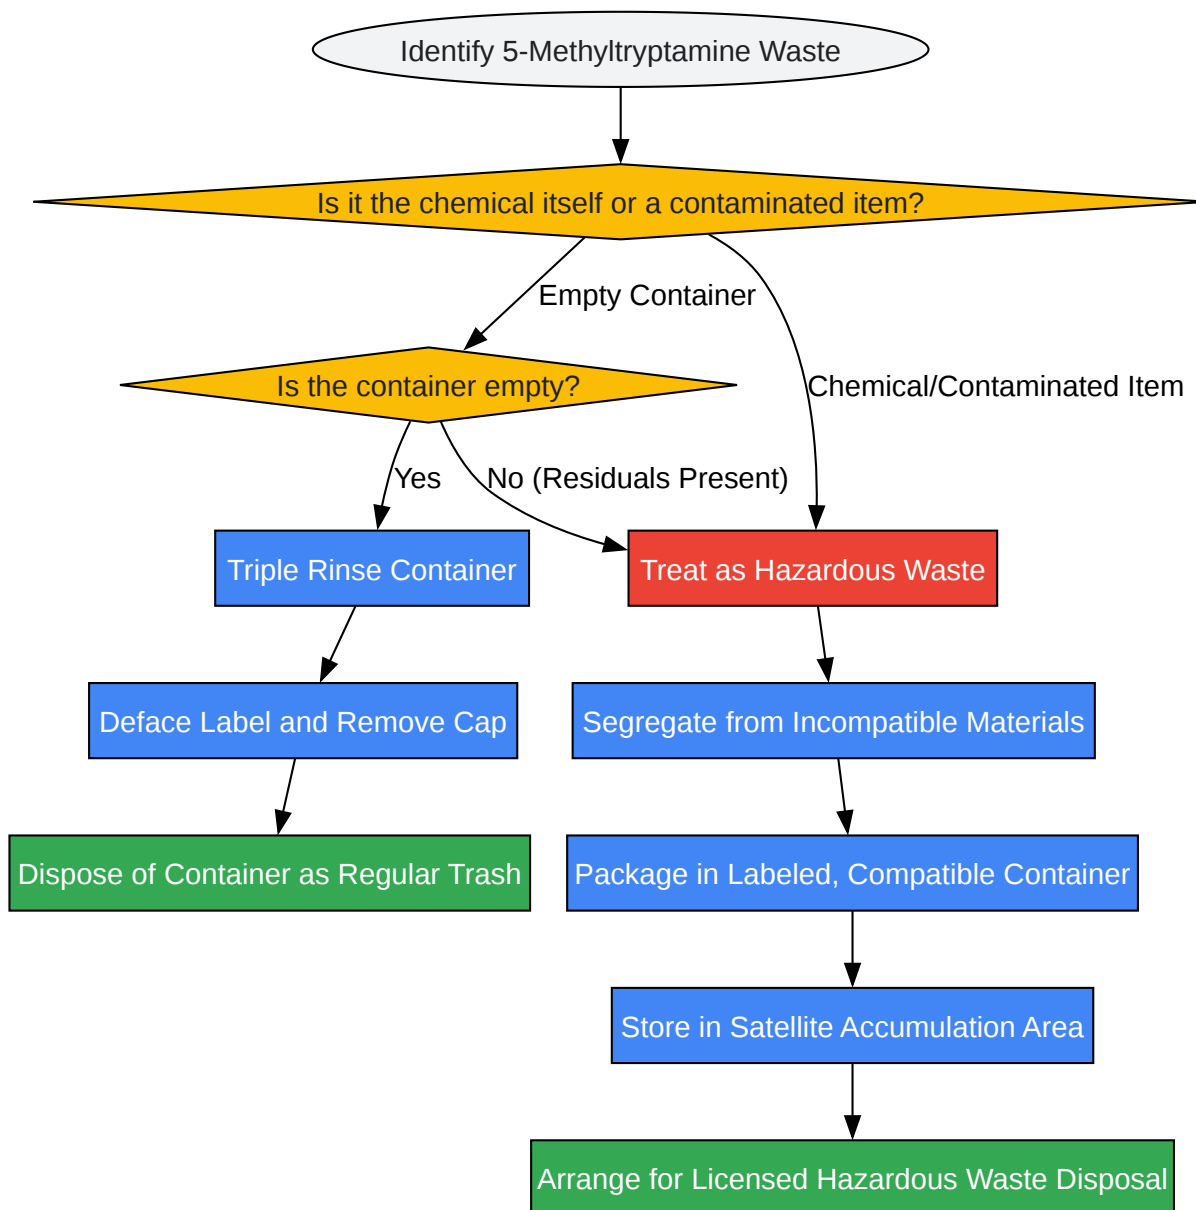 Identify 5-Methyltryptamine Waste
Is it the chemical itself or a contaminated item?
Empty Container
Is the container empty?
Chemical/Contaminated Item
Yes
No (Residuals Present)
Triple Rinse Container
Treat as Hazardous Waste
Deface Label and Remove Cap
Segregate from Incompatible Materials
Dispose of Container as Regular Trash
Package in Labeled, Compatible Container
Store in Satellite Accumulation Area
Arrange for Licensed Hazardous Waste Disposal